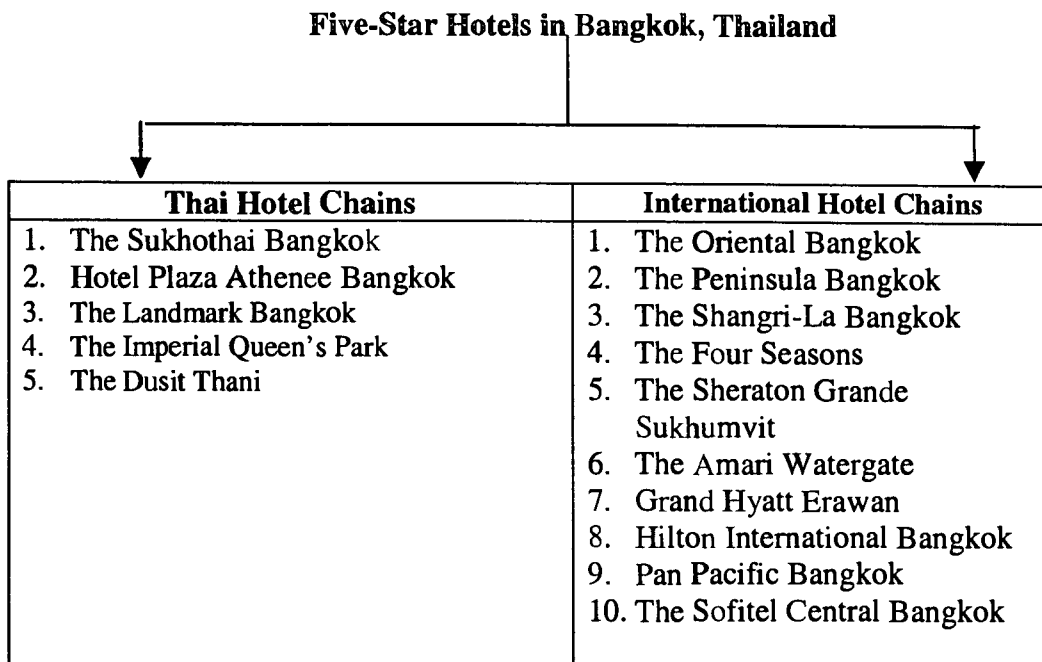 Five-Star Hotels in Bangkok, Thailand
Thai Hotel Chains
1. The Sukhothai Bangkok
2. Hotel Plaza Athenee Bangkok
3. The Landmark Bangkok
4. The Imperial Queen's Park
5. The Dusit Thani
International Hotel Chains
1. The Oriental Bangkok
2. The Peninsula Bangkok
3. The Shangri-La Bangkok
4. The Four Seasons
5. The Sheraton Grande
Sukhumvit
6. The Amari Watergate
7. Grand Hyatt Erawan
8. Hilton International Bangkok
9. Pan Pacific Bangkok
10. The Sofitel Central Bangkok